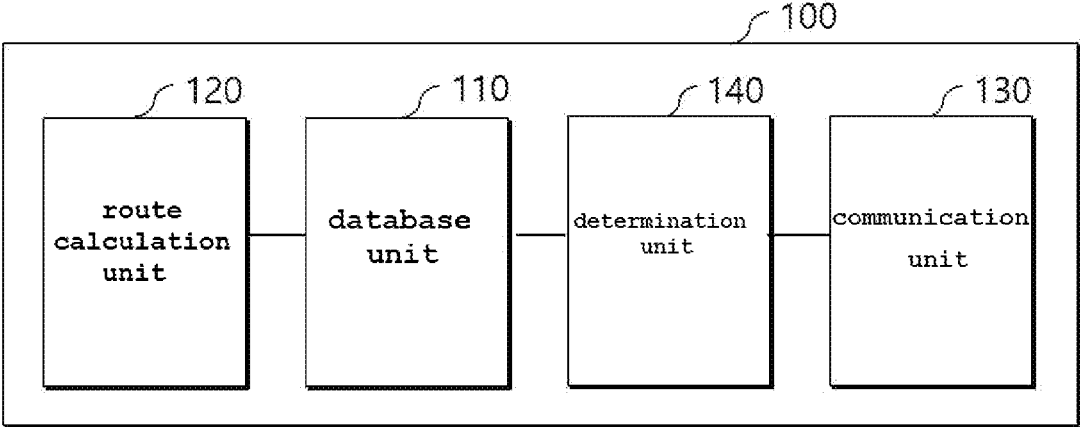 100
120
110
140
130
route
calculation
unit
database
unit
determination
unit
communication
unit